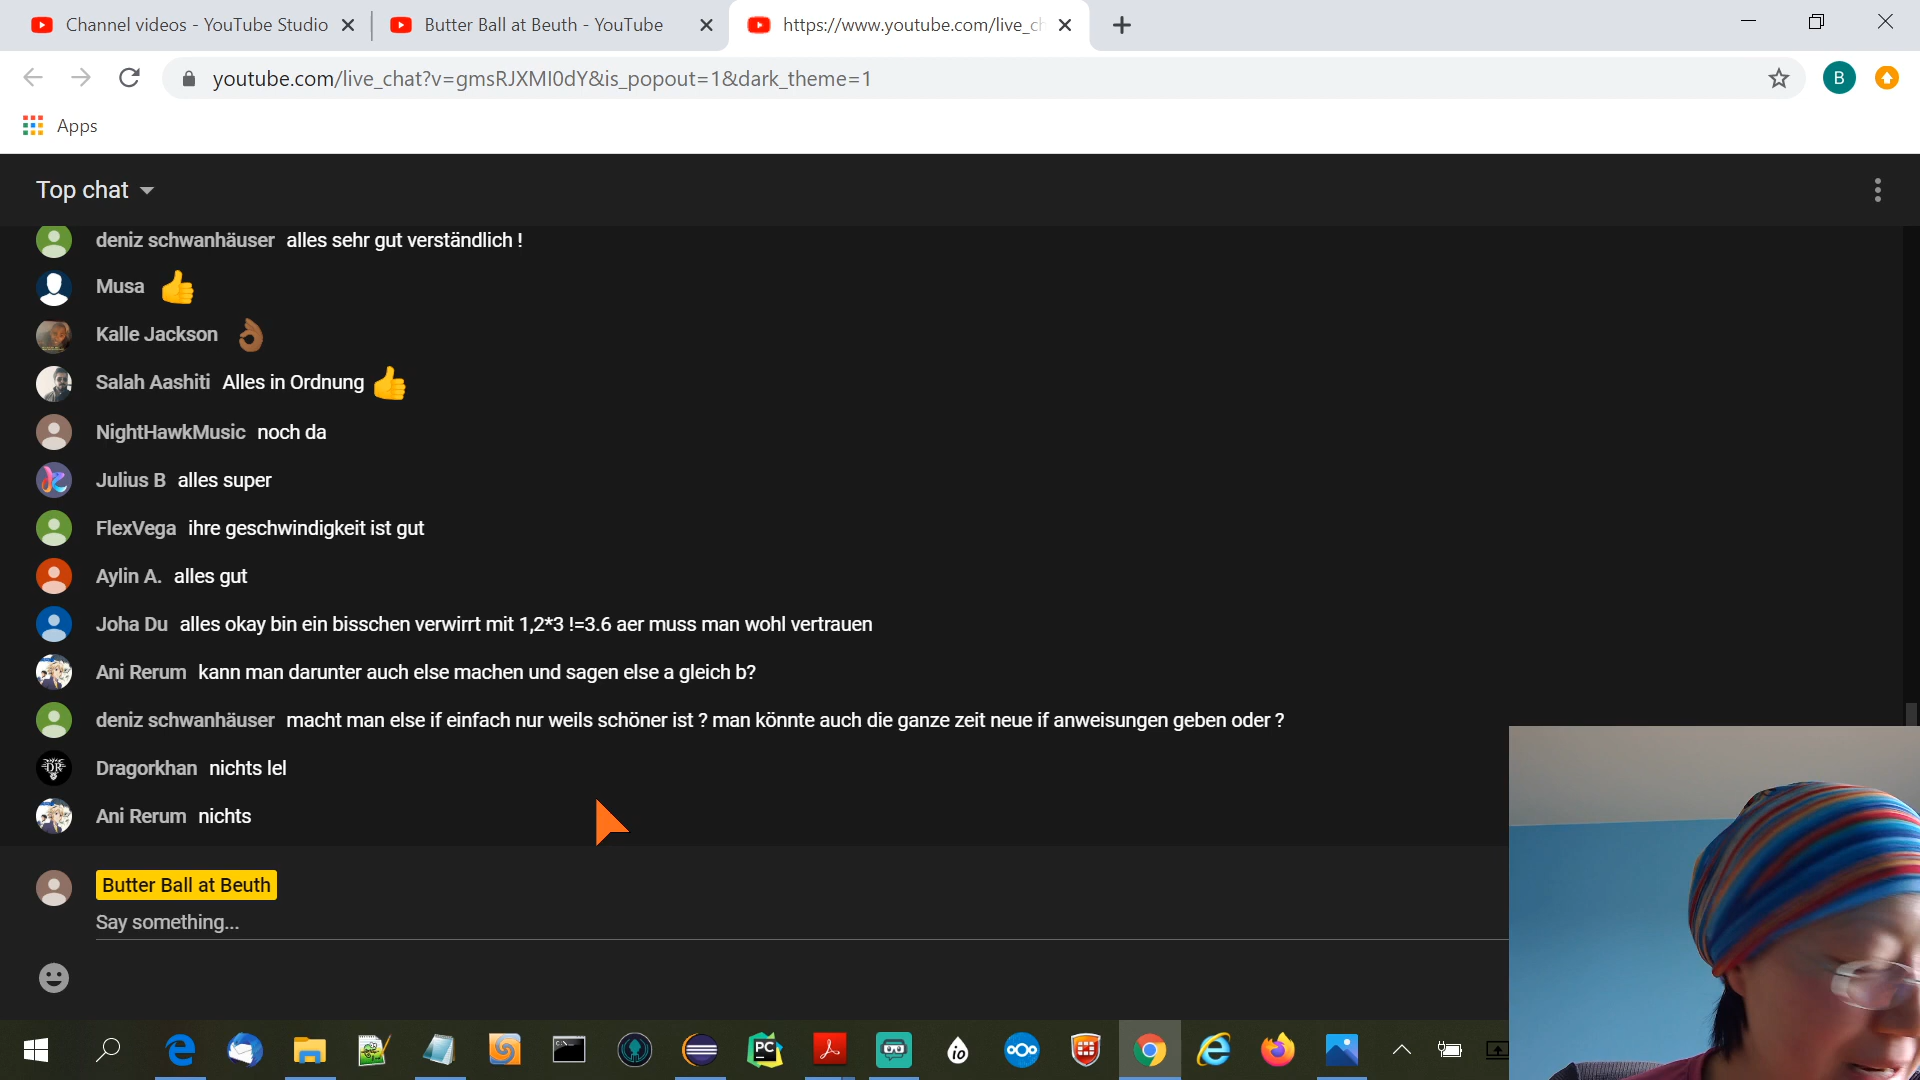 Channel videos - YouTube Studio
Butter Ball at Beuth - YouTube
https://www.youtube.com/live_ch
youtube.com/live_chat?v=gmsRJXMI0dY&is_popout=1&dark_theme=1
B
Apps
Top chat
deniz schwanhäuser alles sehr gut verständlich !
Musa 👍
Kalle Jackson 👌🏾
Salah Aashiti Alles in Ordnung 👍
NightHawkMusic noch da
Julius B alles super
FlexVega ihre geschwindigkeit ist gut
Aylin A. alles gut
Joha Du alles okay bin ein bisschen verwirrt mit 1,2*3 !=3.6 aer muss man wohl vertrauen
Ani Rerum kann man darunter auch else machen und sagen else a gleich b?
deniz schwanhäuser macht man else if einfach nur weils schöner ist ? man könnte auch die ganze zeit neue if anweisungen geben oder ?
DR
Dragorkhan nichts lel
Ani Rerum nichts
Butter Ball at Beuth
Say something...
PC
io